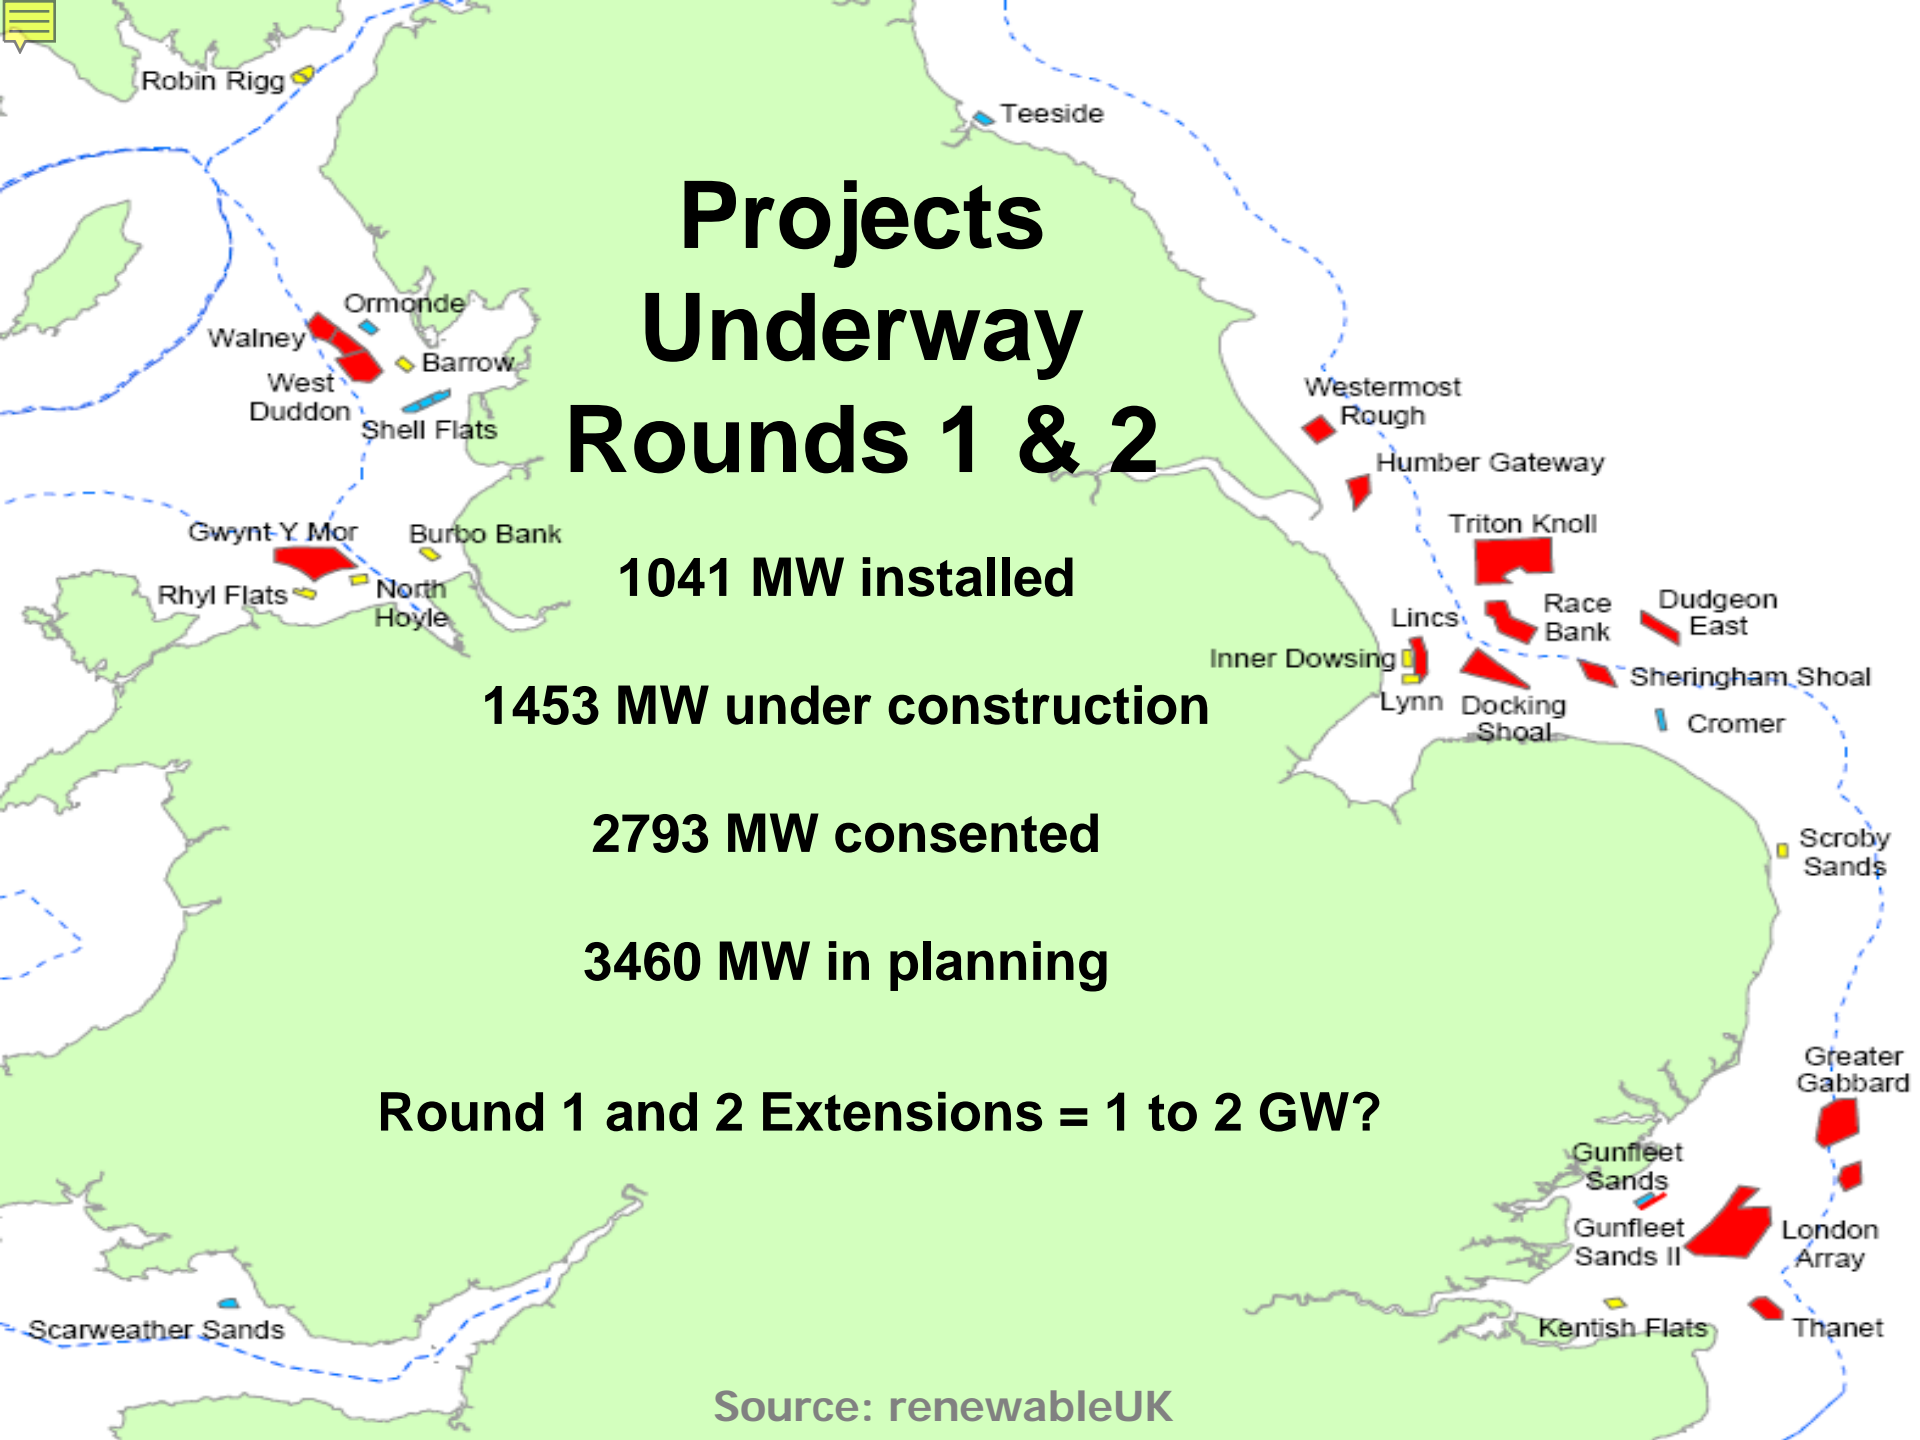 Robin Rigg
Teeside
Projects
Underway
Rounds 1 & 2
Ormonde
Walney
Barrow
West
Duddon
Shell Flats
Westermost
Rough
Humber Gateway
Gwynt Y Mor
Burbo Bank
Triton Knoll
Rhyl Flats
North
Hoyle
1041 MW installed
Lincs
Race
Bank
Dudgeon
East
Inner Dowsing
Sheringham Shoal
Lynn
Docking
Shoal
Cromer
1453 MW under construction
2793 MW consented
Scroby
Sands
3460 MW in planning
Greater
Gabbard
Round 1 and 2 Extensions = 1 to 2 GW?
Gunfleet
Sands
Gunfleet
Sands II
London
Array
Scarweather Sands
Kentish Flats
Thanet
Source: renewableUK